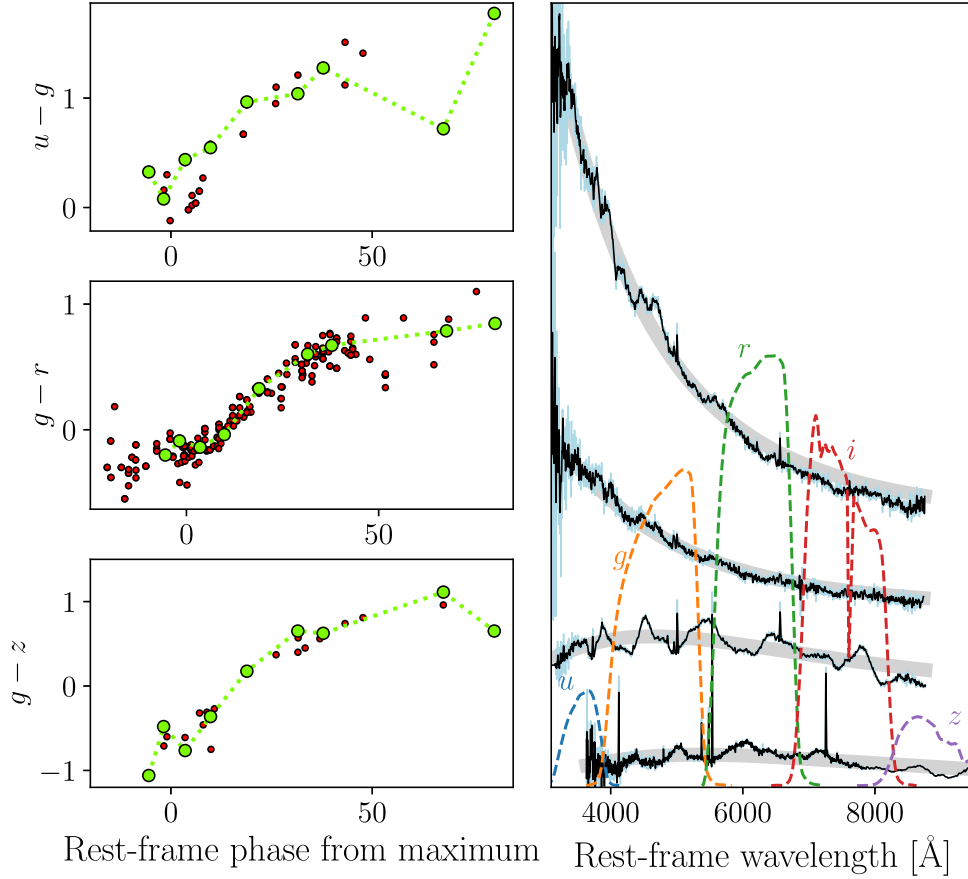 u − g
1
0
0 50
g − r
1
0
0 50
g − z
1
0
−1
0 50
Rest-frame phase from maximum
r
i
g
u
z
4000 6000 8000
Rest-frame wavelength [Å]